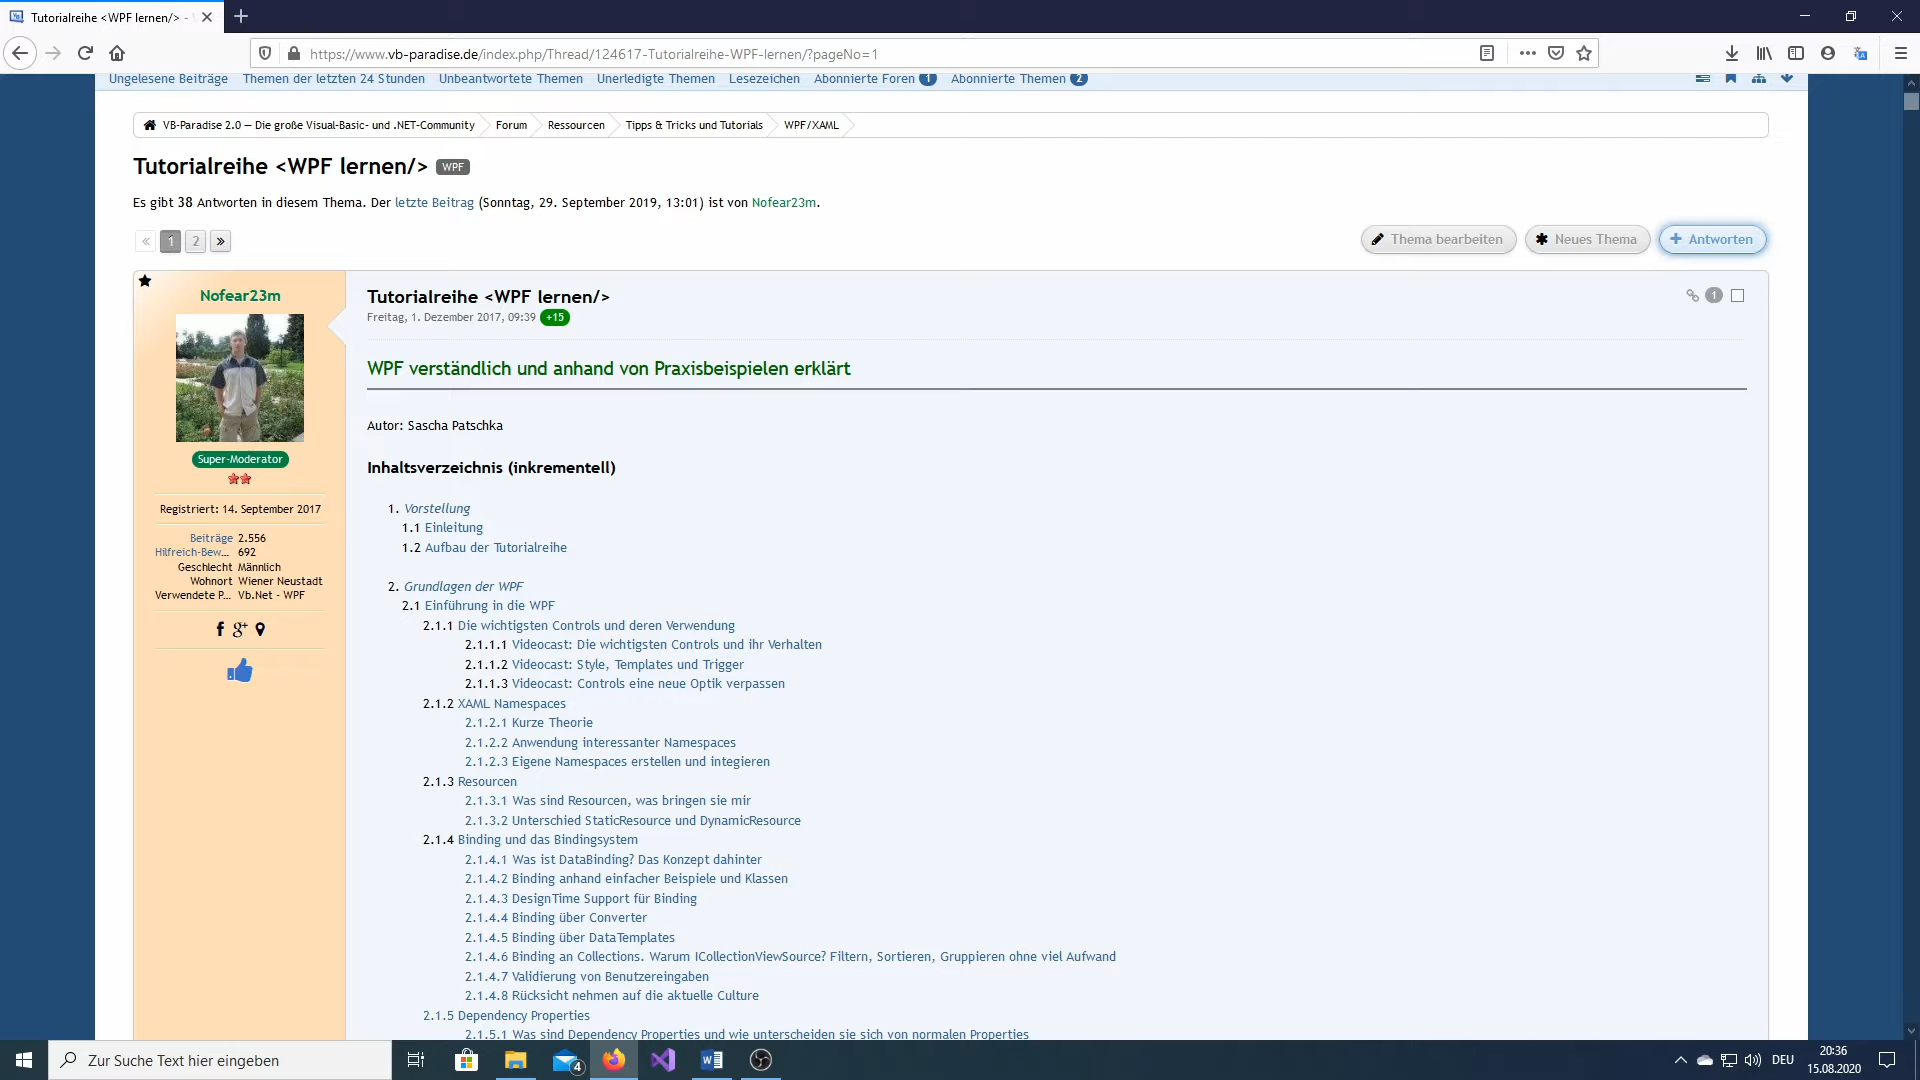 Tutorialreihe <WPF lernen/> -
https://www.vb-paradise.de/index.php/Thread/124617-Tutorialreihe-WPF-lernen/?pageNo=1
Ungelesene Beiträge Themen der letzten 24 Stunden Unbeantwortete Themen Unerledigte Themen Lesezeichen Abonnierte Foren 1 Abonnierte Themen 2
VB-Paradise 2.0 – Die große Visual-Basic- und .NET-Community Forum Ressourcen Tipps & Tricks und Tutorials WPF/XAML
Tutorialreihe <WPF lernen/> WPF
Es gibt 38 Antworten in diesem Thema. Der letzte Beitrag (Sonntag, 29. September 2019, 13:01) ist von Nofear23m.
« 1 2 »
Thema bearbeiten Neues Thema Antworten
Nofear23m
Super-Moderator
Registriert: 14. September 2017
Beiträge 2.556
Hilfreich-Bew... 692
Geschlecht Männlich
Wohnort Wiener Neustadt
Verwendete P... Vb.Net - WPF
Tutorialreihe <WPF lernen/>
1
Freitag, 1. Dezember 2017, 09:39 +15
WPF verständlich und anhand von Praxisbeispielen erklärt
Autor: Sascha Patschka
Inhaltsverzeichnis (inkrementell)
1. Vorstellung
1.1 Einleitung
1.2 Aufbau der Tutorialreihe
2. Grundlagen der WPF
2.1 Einführung in die WPF
2.1.1 Die wichtigsten Controls und deren Verwendung
2.1.1.1 Videocast: Die wichtigsten Controls und ihr Verhalten
2.1.1.2 Videocast: Style, Templates und Trigger
2.1.1.3 Videocast: Controls eine neue Optik verpassen
2.1.2 XAML Namespaces
2.1.2.1 Kurze Theorie
2.1.2.2 Anwendung interessanter Namespaces
2.1.2.3 Eigene Namespaces erstellen und integieren
2.1.3 Resourcen
2.1.3.1 Was sind Resourcen, was bringen sie mir
2.1.3.2 Unterschied StaticResource und DynamicResource
2.1.4 Binding und das Bindingsystem
2.1.4.1 Was ist DataBinding? Das Konzept dahinter
2.1.4.2 Binding anhand einfacher Beispiele und Klassen
2.1.4.3 DesignTime Support für Binding
2.1.4.4 Binding über Converter
2.1.4.5 Binding über DataTemplates
2.1.4.6 Binding an Collections. Warum ICollectionViewSource? Filtern, Sortieren, Gruppieren ohne viel Aufwand
2.1.4.7 Validierung von Benutzereingaben
2.1.4.8 Rücksicht nehmen auf die aktuelle Culture
2.1.5 Dependency Properties
2.1.5.1 Was sind Dependency Properties und wie unterscheiden sie sich von normalen Properties
Zur Suche Text hier eingeben
4
DEU
20:36
15.08.2020